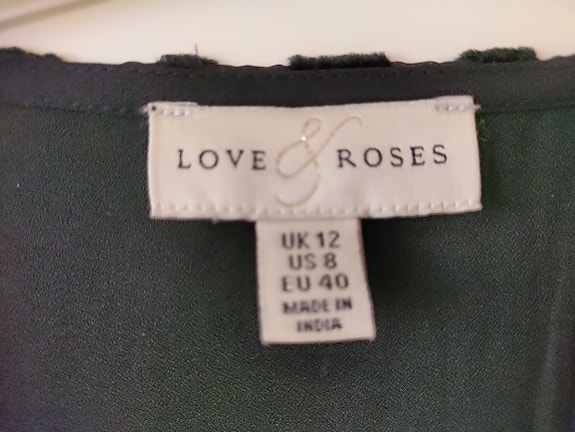 LOVE & ROSES
UK 12
US 8
EU 40
MADE IN
INDIA